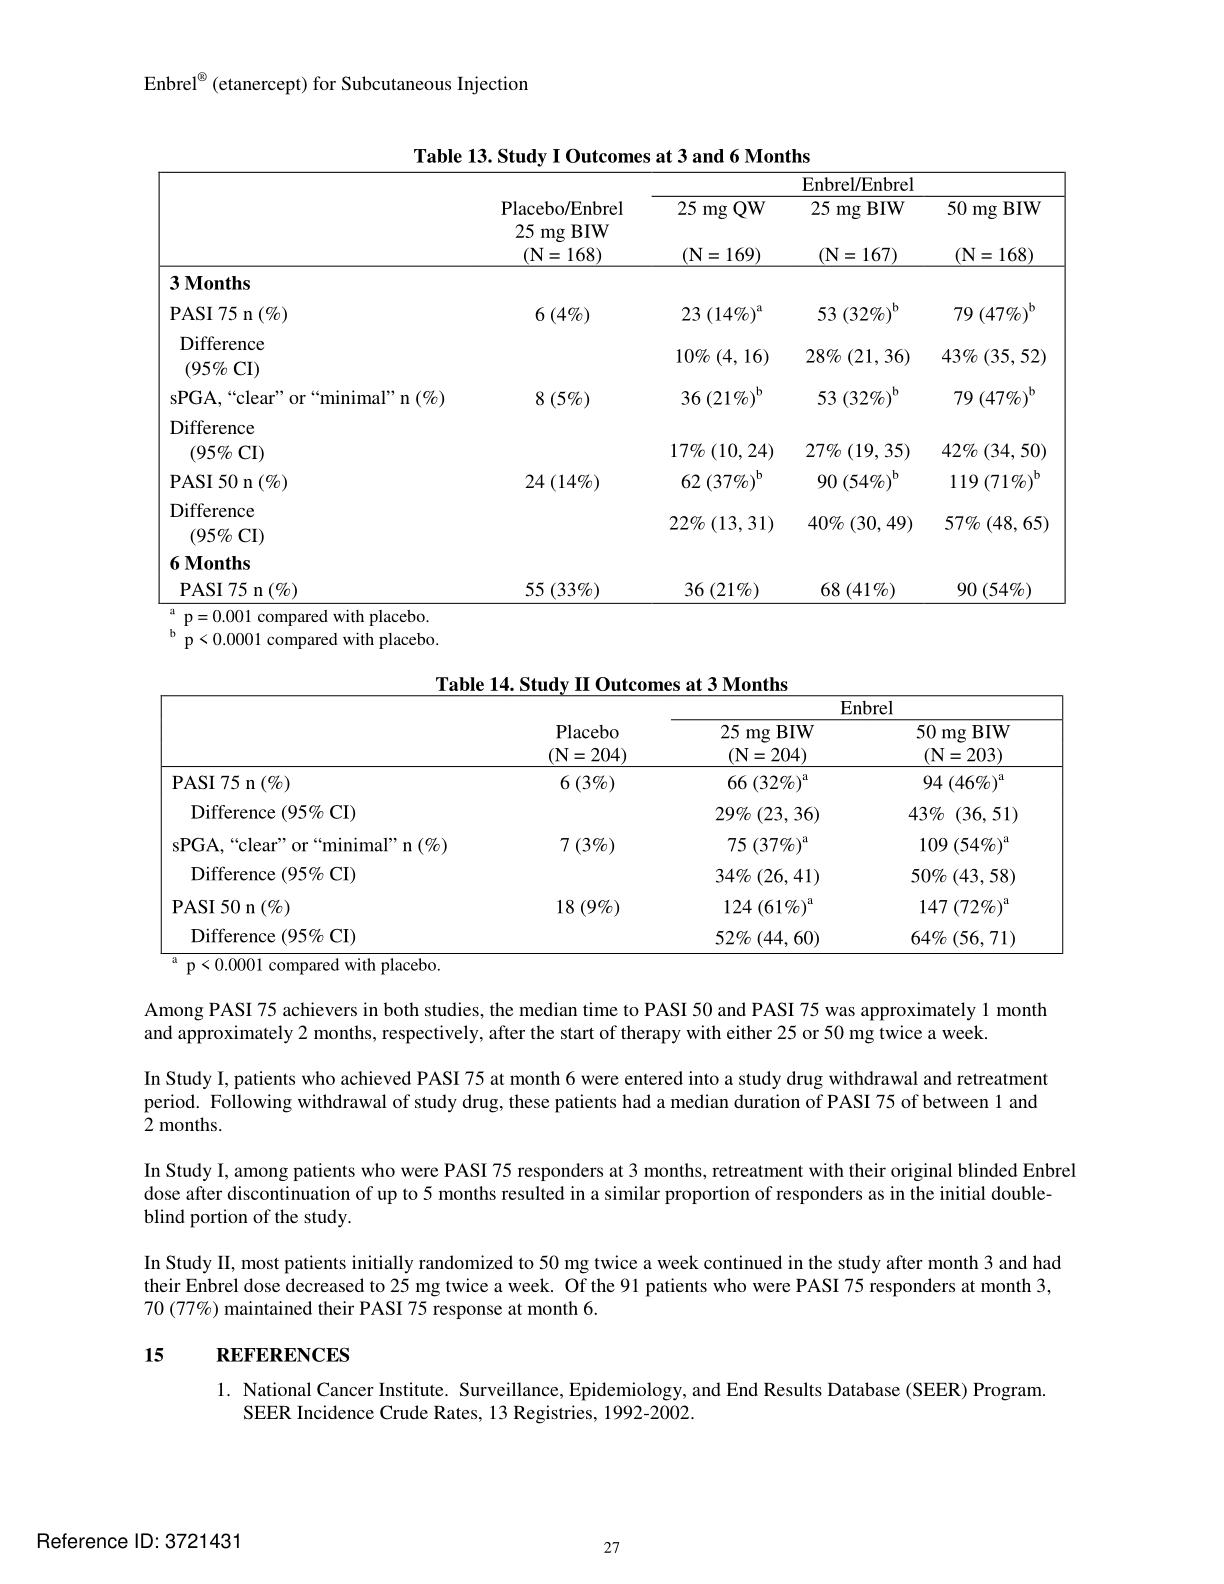 Enbrel® (etanercept) for Subcutaneous Injection
Table 13. Study I Outcomes at 3 and 6 Months
Enbrel/Enbrel
Placebo/Enbrel 25 mg QW 25 mg BIW 50 mg BIW
25 mg BIW
(N = 168) (N = 169) (N = 167) (N = 168)
3 Months
PASI 75 n (%) 6 (4%) 23 (14%)a 53 (32%)b 79 (47%)b
Difference
(95% CI) 10% (4, 16) 28% (21, 36) 43% (35, 52)
sPGA, “clear” or “minimal” n (%) 8 (5%) 36 (21%)b 53 (32%)b 79 (47%)b
Difference
(95% CI) 17% (10, 24) 27% (19, 35) 42% (34, 50)
PASI 50 n (%) 24 (14%) 62 (37%)b 90 (54%)b 119 (71%)b
Difference
(95% CI) 22% (13, 31) 40% (30, 49) 57% (48, 65)
6 Months
PASI 75 n (%) 55 (33%) 36 (21%) 68 (41%) 90 (54%)
a p = 0.001 compared with placebo.
b p < 0.0001 compared with placebo.
Table 14. Study II Outcomes at 3 Months
Enbrel
Placebo 25 mg BIW 50 mg BIW
(N = 204) (N = 204) (N = 203)
PASI 75 n (%) 6 (3%) 66 (32%)a 94 (46%)a
Difference (95% CI) 29% (23, 36) 43% (36, 51)
sPGA, “clear” or “minimal” n (%) 7 (3%) 75 (37%)a 109 (54%)a
Difference (95% CI) 34% (26, 41) 50% (43, 58)
PASI 50 n (%) 18 (9%) 124 (61%)a 147 (72%)a
Difference (95% CI) 52% (44, 60) 64% (56, 71)
a p < 0.0001 compared with placebo.
Among PASI 75 achievers in both studies, the median time to PASI 50 and PASI 75 was approximately 1 month
and approximately 2 months, respectively, after the start of therapy with either 25 or 50 mg twice a week.
In Study I, patients who achieved PASI 75 at month 6 were entered into a study drug withdrawal and retreatment
period. Following withdrawal of study drug, these patients had a median duration of PASI 75 of between 1 and
2 months.
In Study I, among patients who were PASI 75 responders at 3 months, retreatment with their original blinded Enbrel
dose after discontinuation of up to 5 months resulted in a similar proportion of responders as in the initial double-
blind portion of the study.
In Study II, most patients initially randomized to 50 mg twice a week continued in the study after month 3 and had
their Enbrel dose decreased to 25 mg twice a week. Of the 91 patients who were PASI 75 responders at month 3,
70 (77%) maintained their PASI 75 response at month 6.
15 REFERENCES
1. National Cancer Institute. Surveillance, Epidemiology, and End Results Database (SEER) Program.
SEER Incidence Crude Rates, 13 Registries, 1992-2002.
Reference ID: 3721431
27